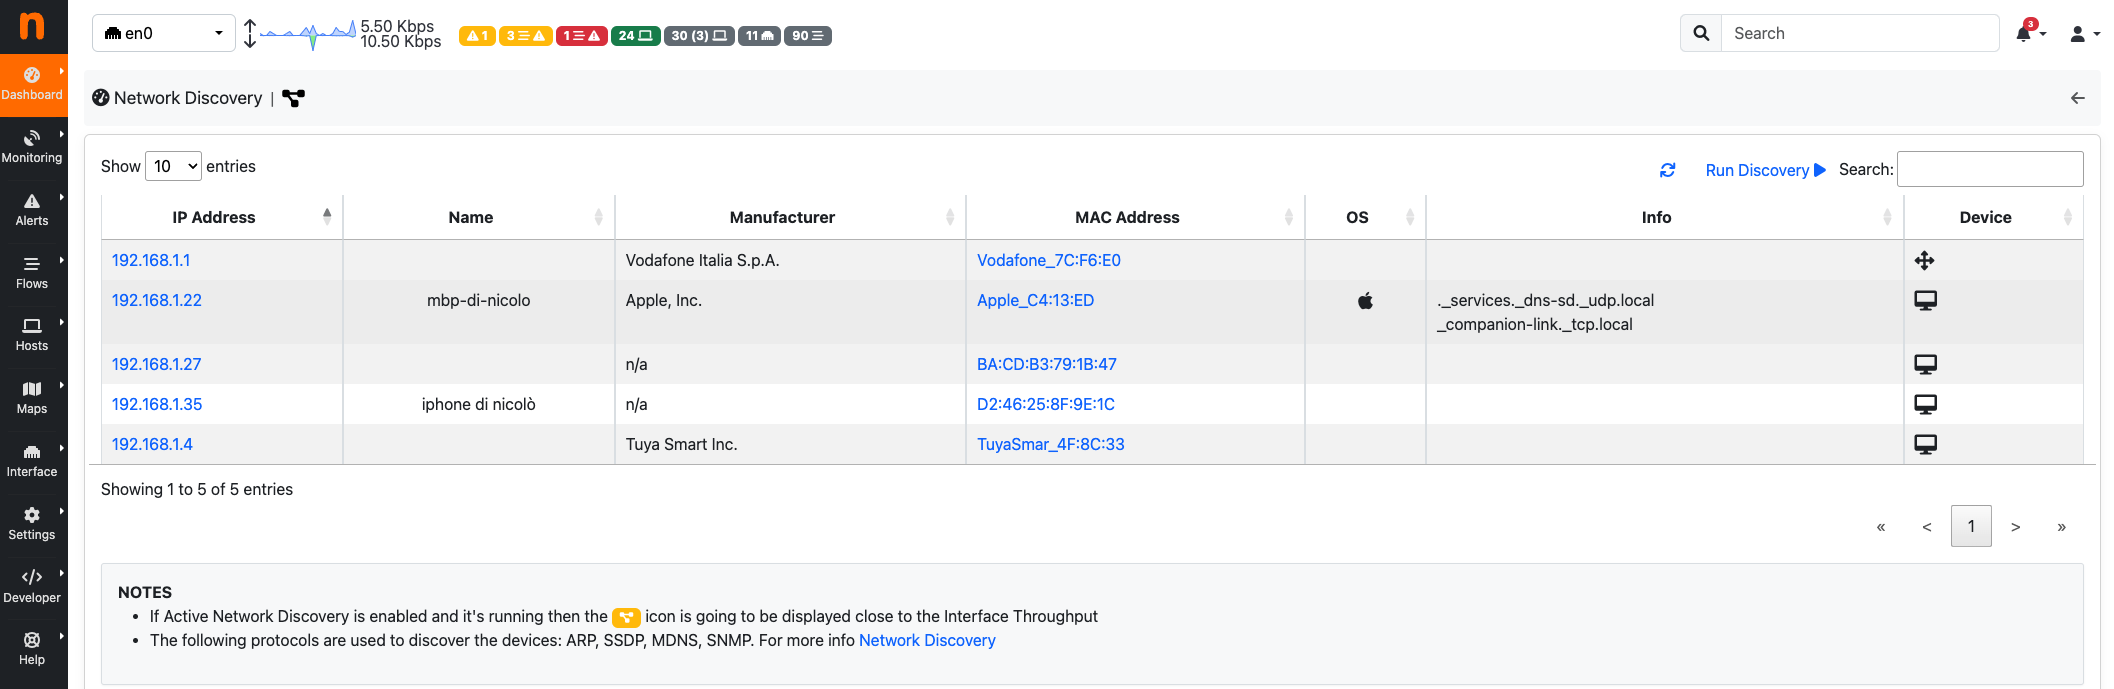 n
en0
5.50 Kbps
10.50 Kbps
1
3
1
24
30 (3)
11
90
Search
3
Dashboard
Monitoring
Alerts
Flows
Hosts
Maps
Interface
Settings
Developer
Help
Network Discovery |
Show 10 entries
Run Discovery Search:
IP Address Name Manufacturer MAC Address OS Info Device
192.168.1.1 Vodafone Italia S.p.A. Vodafone_7C:F6:E0
192.168.1.22 mbp-di-nicolo Apple, Inc. Apple_C4:13:ED ._services._dns-sd._udp.local
_companion-link._tcp.local
192.168.1.27 n/a BA:CD:B3:79:1B:47
192.168.1.35 iphone di nicolò n/a D2:46:25:8F:9E:1C
192.168.1.4 Tuya Smart Inc. TuyaSmar_4F:8C:33
Showing 1 to 5 of 5 entries
« < 1 > »
NOTES
• If Active Network Discovery is enabled and it's running then the icon is going to be displayed close to the Interface Throughput
• The following protocols are used to discover the devices: ARP, SSDP, MDNS, SNMP. For more info Network Discovery